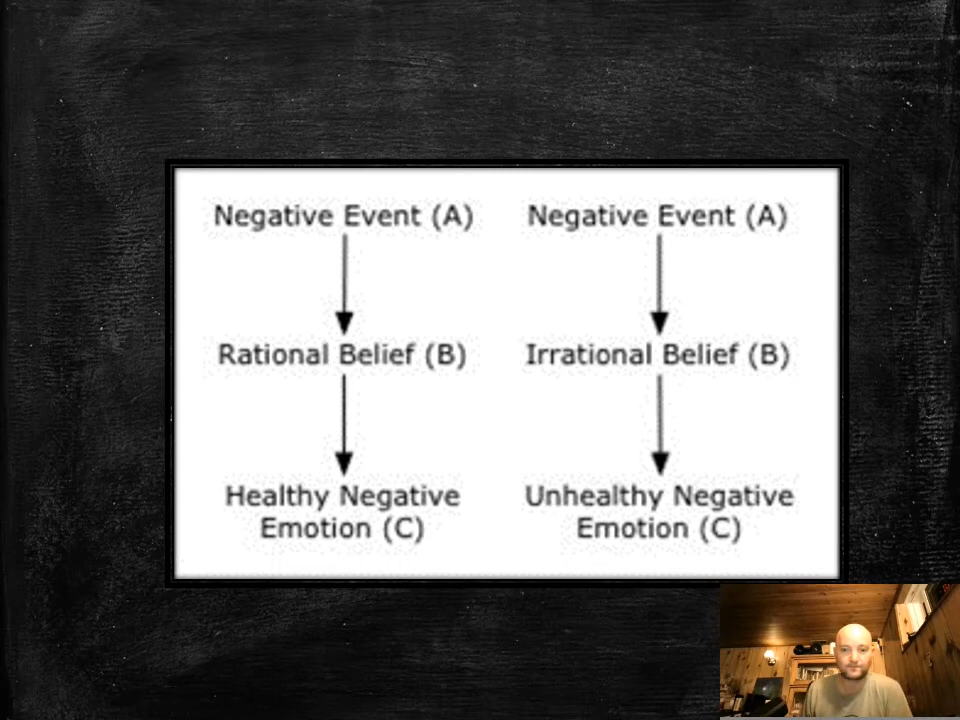 Negative Event (A)
Rational Belief (B)
Healthy Negative
Emotion (C)
Negative Event (A)
Irrational Belief (B)
Unhealthy Negative
Emotion (C)